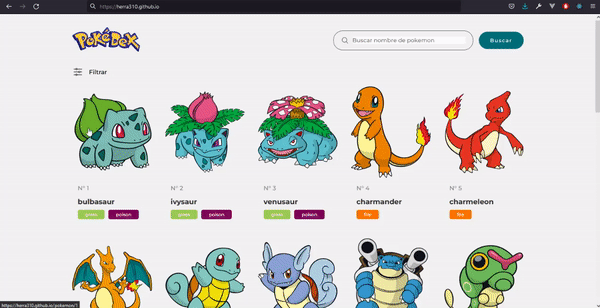 https://herra310.github.io
PokéDex
Buscar nombre de pokemon
Buscar
Filtrar
N° 1
N° 2
N° 3
N° 4
N° 5
bulbasaur
ivysaur
venusaur
charmander
charmeleon
grass poison
grass poison
grass poison
fire
fire
https://herra310.github.io/pokemon/1